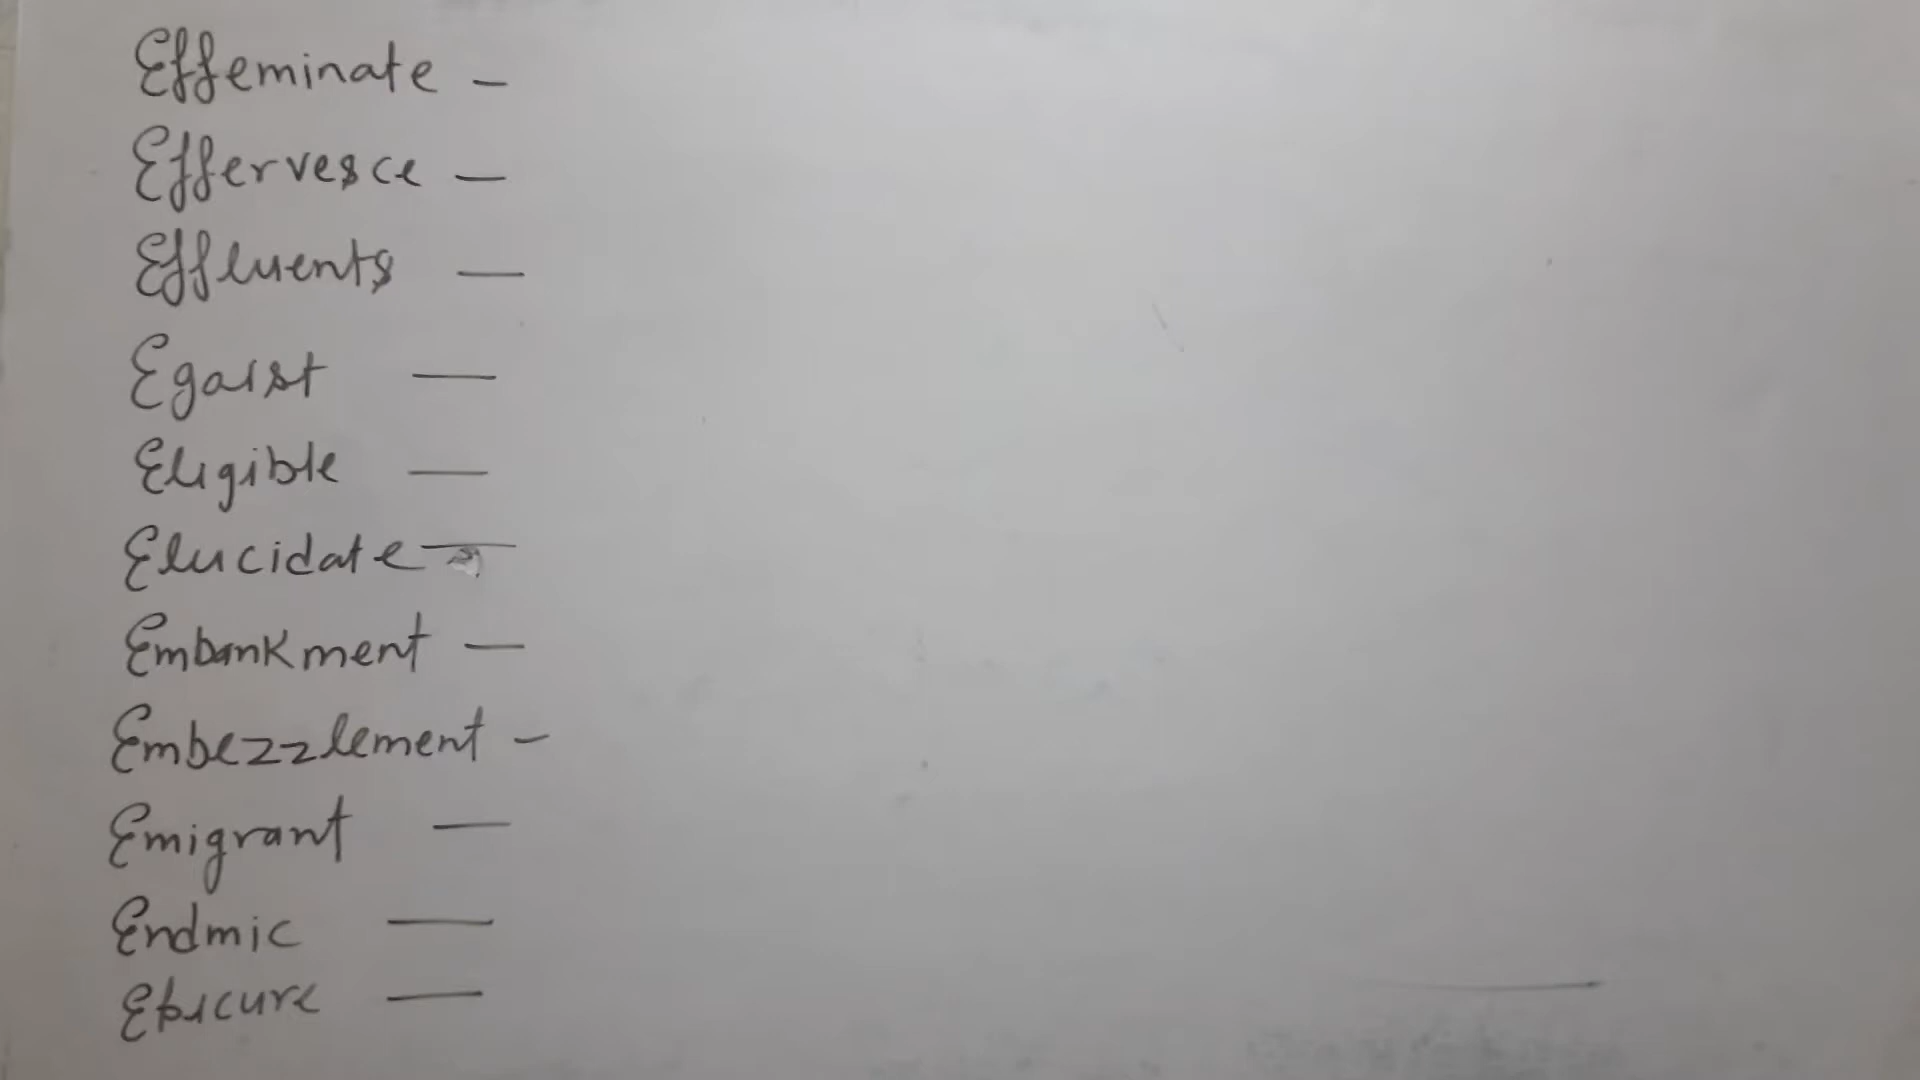 Effeminate -
Effervesce -
Effluents -
Egoist -
Eligible -
Elucidate -
Embankment -
Embezzlement -
Emigrant -
Endmic -
Epicure -